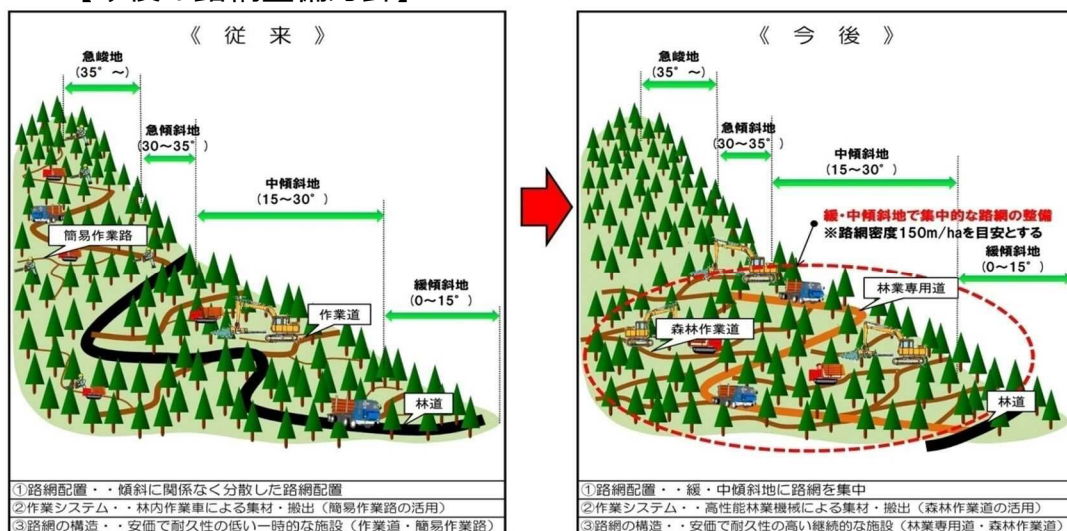 《 従 来 》
急峻地
(35° ～)
急傾斜地
(30～35° )
中傾斜地
(15～30° )
緩傾斜地
(0～15° )
簡易作業路
作業道
林道
①路網配置・・傾斜に関係なく分散した路網配置
②作業システム・・林内作業車による集材・搬出（簡易作業路の活用）
③路網の構造・・安価で耐久性の低い一時的な施設（作業道・簡易作業路）
《 今 後 》
急峻地
(35° ～)
急傾斜地
(30～35° )
中傾斜地
(15～30° )
緩・中傾斜地で集中的な路網の整備
※路網密度150m/haを目安とする
緩傾斜地
(0～15° )
林業専用道
森林作業道
林道
①路網配置・・緩・中傾斜地に路網を集中
②作業システム・・高性能林業機械による集材・搬出（森林作業道の活用）
③路網の構造・・安価で耐久性の高い継続的な施設（林業専用道・森林作業道）